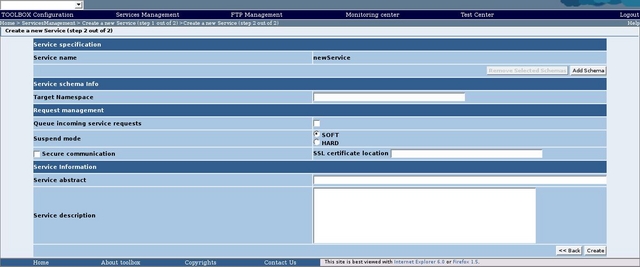 TOOLBOX Configuration Services Management FTP Management Monitoring center Test Center Logout
Home > ServicesManagement > Create a new Service (step 1 out of 2) >Create a new Service (step 2 out of 2) Help
Create a new Service (step 2 out of 2)
Service specification
Service name newService
Remove Selected Schemas Add Schema
Service schema Info
Target Namespace
Request management
Queue incoming service requests
Suspend mode SOFT
HARD
Secure communication SSL certificate location
Service Information
Service abstract
Service description
<< Back Create
Home About toolbox Copyrights Contact Us This site is best viewed with Internet Explorer 6.0 or Firefox 1.5.